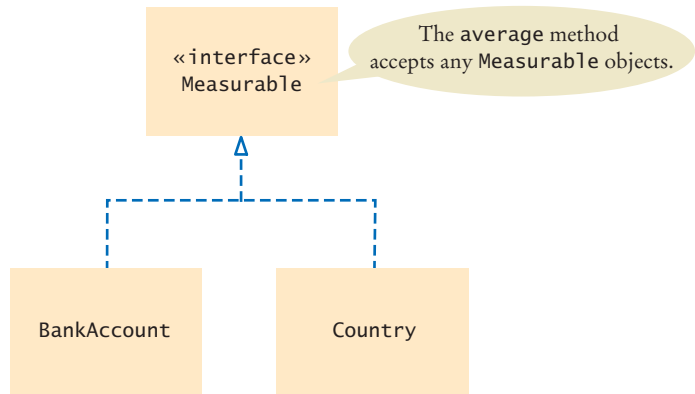 «interface»
Measurable
The average method
accepts any Measurable objects.
BankAccount
Country